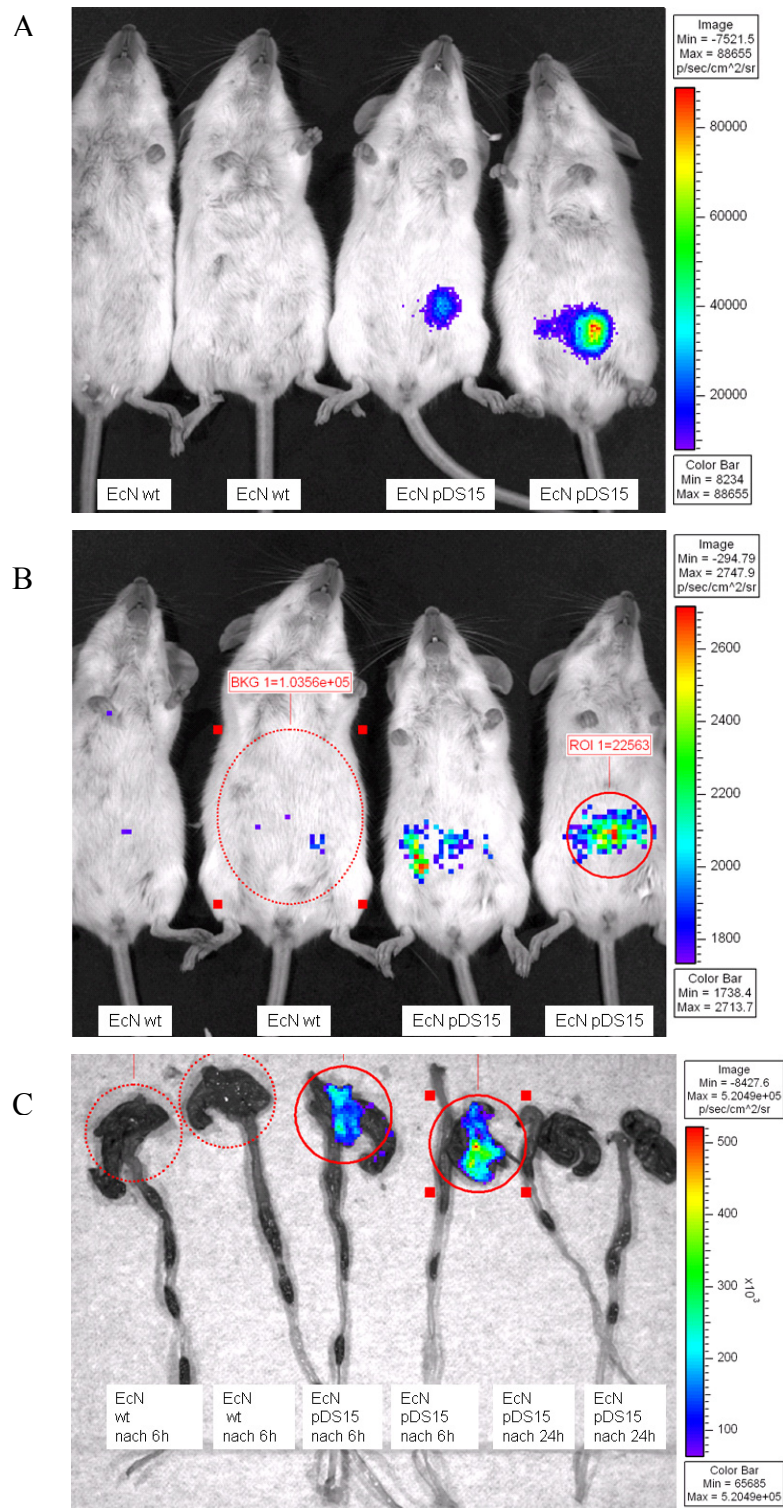 A
Image
Min = -7521.5
Max = 88655
p/sec/cm^2/sr
80000
60000
40000
20000
Color Bar
Min = 8234
Max = 88655
EcN wt
EcN wt
EcN pDS15
EcN pDS15
B
Image
Min = -294.79
Max = 2747.9
p/sec/cm^2/sr
BKG 1=1.0356e+05
ROI 1=22563
2600
2400
2200
2000
1800
Color Bar
Min = 1738.4
Max = 2713.7
EcN wt
EcN wt
EcN pDS15
EcN pDS15
C
Image
Min = -8427.6
Max = 5.2049e+05
p/sec/cm^2/sr
500
400
300
x10^3
200
100
Color Bar
Min = 65685
Max = 5.2049e+05
EcN
wt
nach 6h
EcN
wt
nach 6h
EcN
pDS15
nach 6h
EcN
pDS15
nach 6h
EcN
pDS15
nach 24h
EcN
pDS15
nach 24h